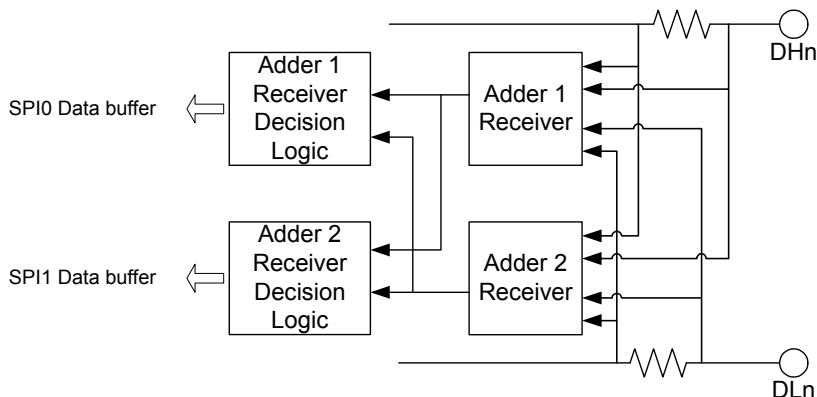 DHn
SPI0 Data buffer
Adder 1
Receiver
Decision
Logic
Adder 1
Receiver
SPI1 Data buffer
Adder 2
Receiver
Decision
Logic
Adder 2
Receiver
DLn